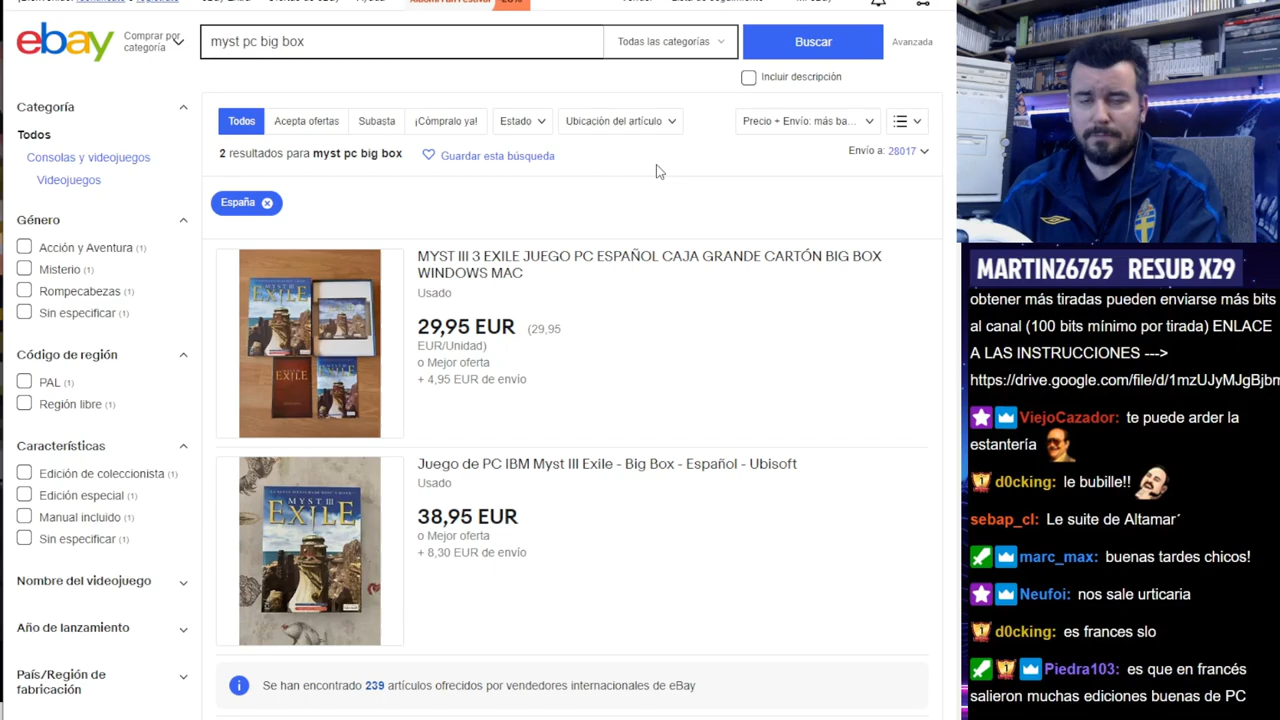 ebay
Comprar por
categoría
myst pc big box
Todas las categorías
Buscar
Avanzada
Incluir descripción
Categoría
Todos
Consolas y videojuegos
Videojuegos
Género
Acción y Aventura (1)
Misterio (1)
Rompecabezas (1)
Sin especificar (1)
Código de región
PAL (1)
Región libre (1)
Características
Edición de coleccionista (1)
Edición especial (1)
Manual incluido (1)
Sin especificar (1)
Nombre del videojuego
Año de lanzamiento
País/Región de
fabricación
Todos
Acepta ofertas
Subasta
¡Cómpralo ya!
Estado
Ubicación del artículo
Precio + Envío: más ba...
2 resultados para myst pc big box
Guardar esta búsqueda
Envío a: 28017
España
MYST III 3 EXILE JUEGO PC ESPAÑOL CAJA GRANDE CARTÓN BIG BOX
WINDOWS MAC
Usado
29,95 EUR (29,95
EUR/Unidad)
o Mejor oferta
+ 4,95 EUR de envío
EXILE
EXILE
Juego de PC IBM Myst III Exile - Big Box - Español - Ubisoft
Usado
38,95 EUR
o Mejor oferta
+ 8,30 EUR de envío
MYST III
EXILE
Se han encontrado 239 artículos ofrecidos por vendedores internacionales de eBay
MARTIN26765 RESUB X29
obtener más tiradas pueden enviarse más bits
al canal (100 bits mínimo por tirada) ENLACE
A LAS INSTRUCCIONES --->
https://drive.google.com/file/d/1mzUJyMJgBjbm
ViejoCazador: te puede arder la
estantería
d0cking: le bubille!!
sebap_cl: Le suite de Altamar´
marc_max: buenas tardes chicos!
Neufoi: nos sale urticaria
d0cking: es frances slo
Piedra103: es que en francés
salieron muchas ediciones buenas de PC